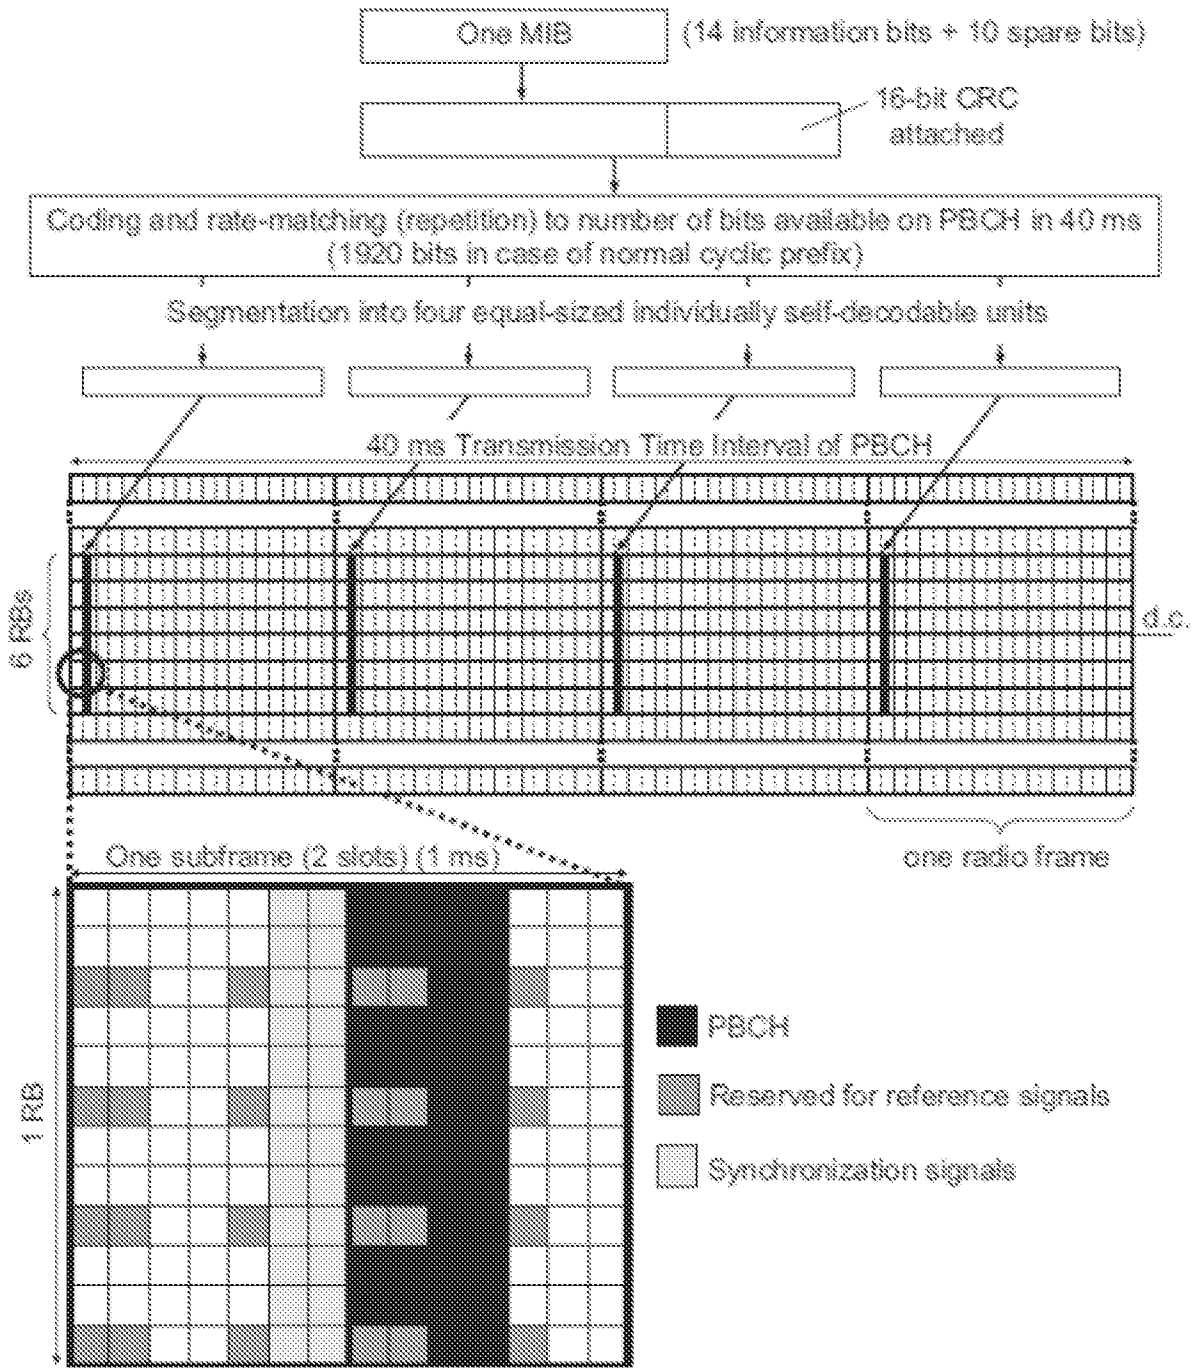 One MIB
(14 information bits + 10 spare bits)
16-bit CRC
attached
Coding and rate-matching (repetition) to number of bits available on PBCH in 40 ms
(1920 bits in case of normal cyclic prefix)
Segmentation into four equal-sized individually self-decodable units
40 ms Transmission Time Interval of PBCH
6 RBs
d.c.
one radio frame
One subframe (2 slots) (1 ms)
1 RB
PBCH
Reserved for reference signals
Synchronization signals